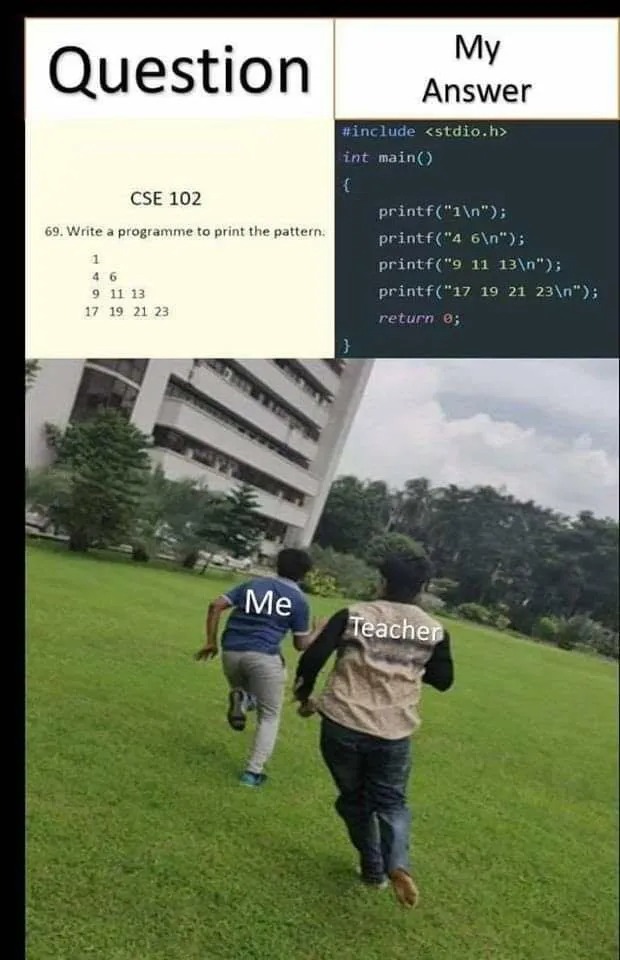 Question
My
Answer
CSE 102
69. Write a programme to print the pattern.
1
4 6
9 11 13
17 19 21 23
#include <stdio.h>
int main()
{
printf("1\n");
printf("4 6\n");
printf("9 11 13\n");
printf("17 19 21 23\n");
return 0;
}
Me
Teacher